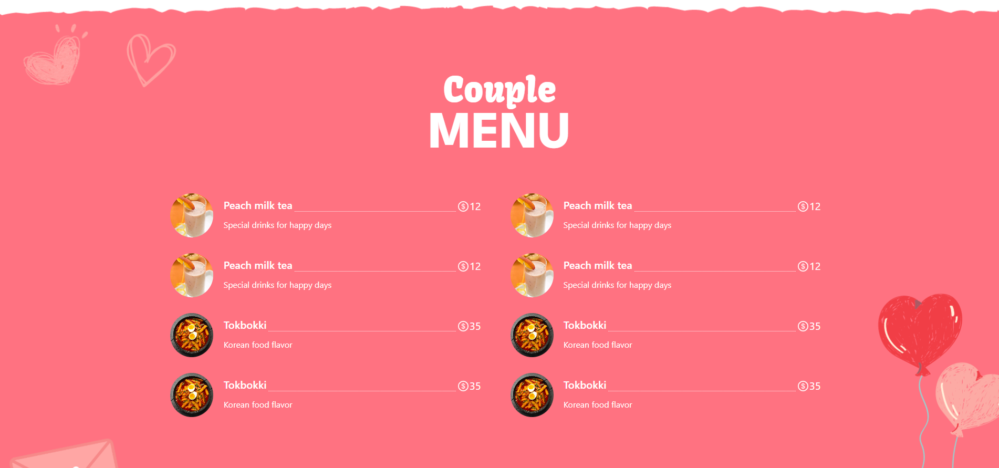 Couple
MENU
Peach milk tea $12
Special drinks for happy days
Peach milk tea $12
Special drinks for happy days
Tokbokki $35
Korean food flavor
Tokbokki $35
Korean food flavor
Peach milk tea $12
Special drinks for happy days
Peach milk tea $12
Special drinks for happy days
Tokbokki $35
Korean food flavor
Tokbokki $35
Korean food flavor